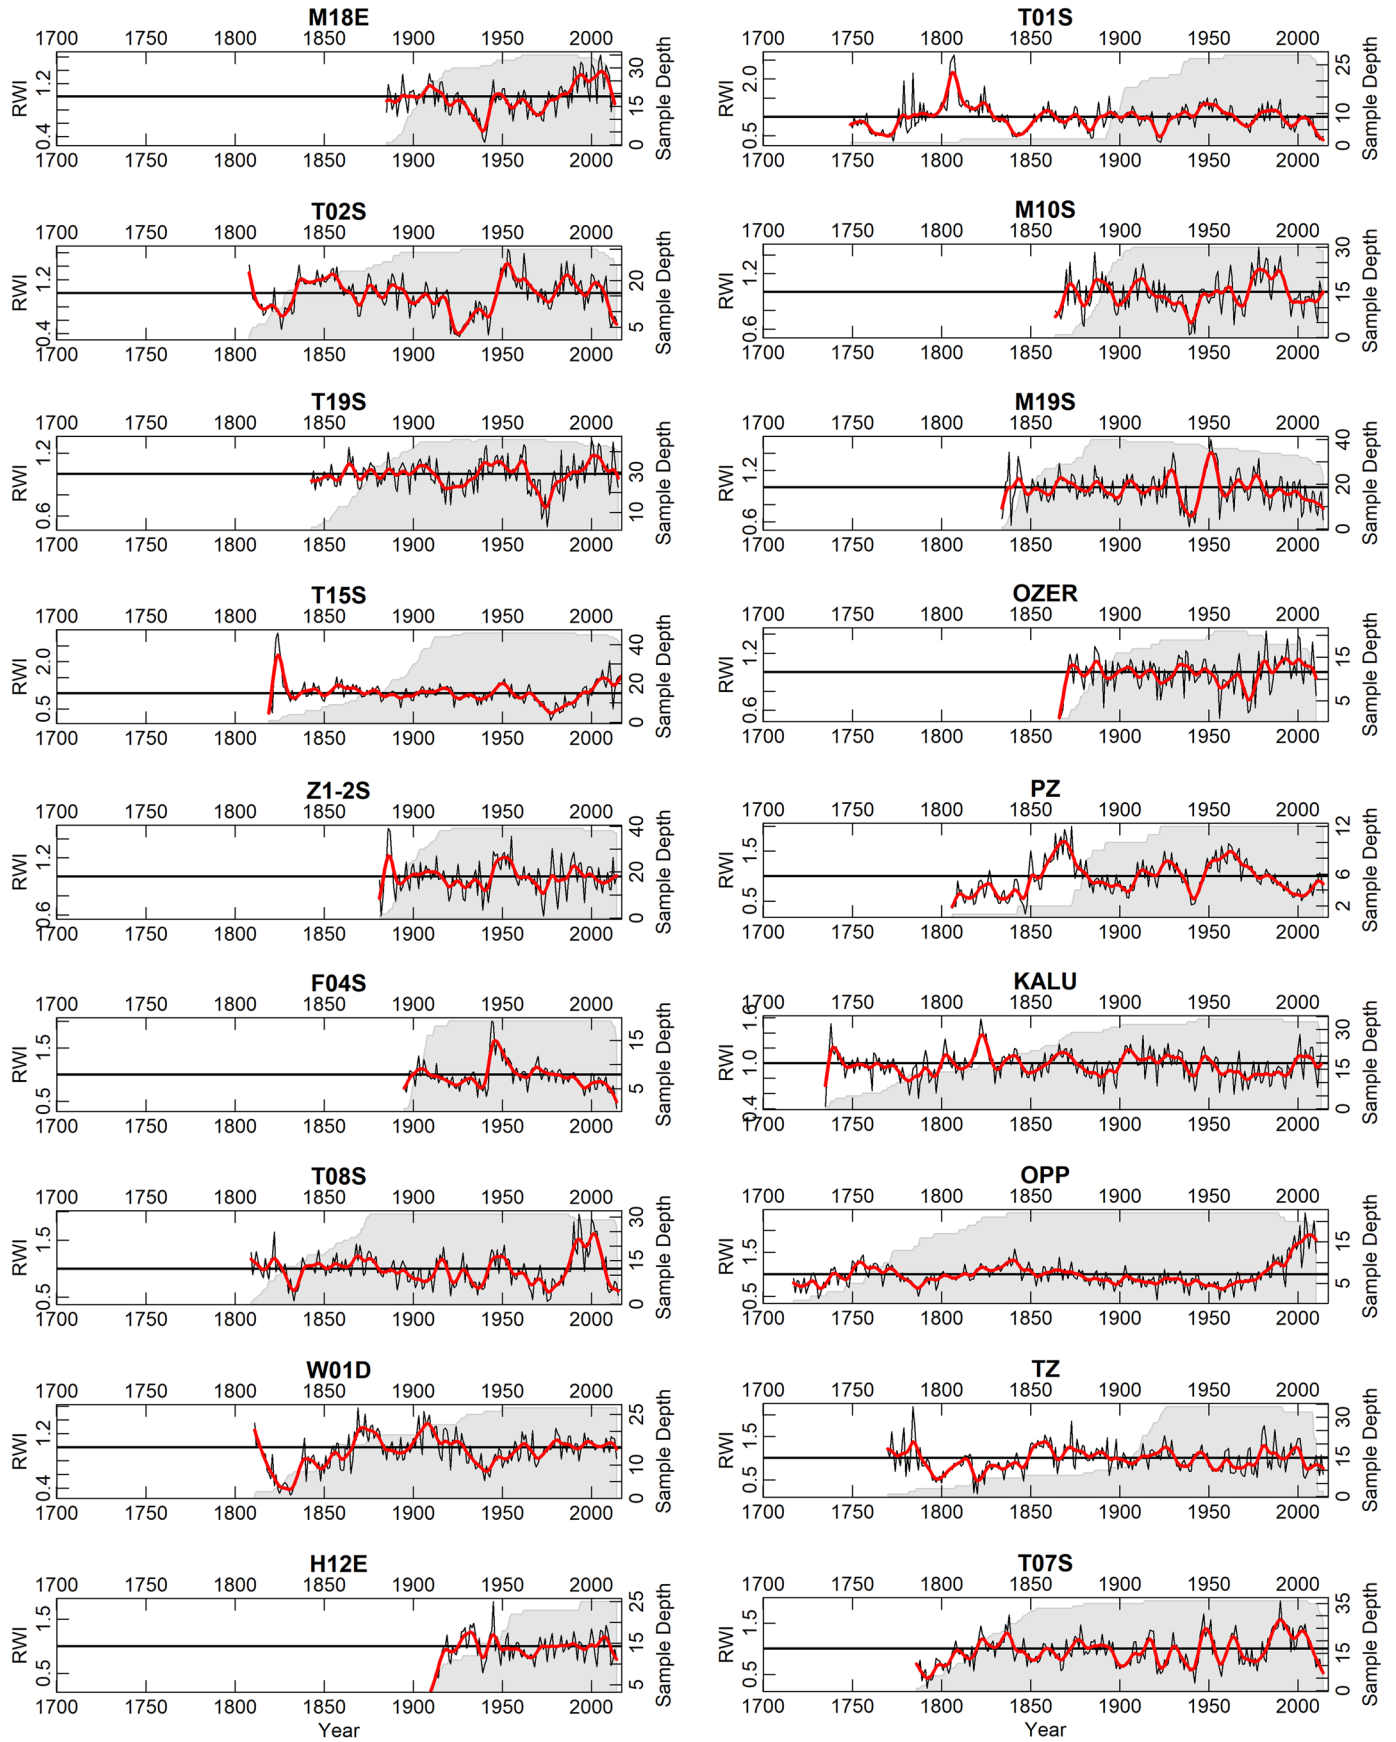 M18E
1700 1750 1800 1850 1900 1950 2000
RWI
0.4 1.2
0 15 30
Sample Depth
1700 1750 1800 1850 1900 1950 2000
T01S
1700 1750 1800 1850 1900 1950 2000
RWI
0.5 2.0
0 10 25
Sample Depth
1700 1750 1800 1850 1900 1950 2000
T02S
1700 1750 1800 1850 1900 1950 2000
RWI
0.4 1.2
5 20
Sample Depth
1700 1750 1800 1850 1900 1950 2000
M10S
1700 1750 1800 1850 1900 1950 2000
RWI
0.6 1.2
0 15 30
Sample Depth
1700 1750 1800 1850 1900 1950 2000
T19S
1700 1750 1800 1850 1900 1950 2000
RWI
0.6 1.2
10 30
Sample Depth
1700 1750 1800 1850 1900 1950 2000
M19S
1700 1750 1800 1850 1900 1950 2000
RWI
0.6 1.2
0 20 40
Sample Depth
1700 1750 1800 1850 1900 1950 2000
T15S
1700 1750 1800 1850 1900 1950 2000
RWI
0.5 2.0
0 20 40
Sample Depth
1700 1750 1800 1850 1900 1950 2000
OZER
1700 1750 1800 1850 1900 1950 2000
RWI
0.6 1.2
5 15
Sample Depth
1700 1750 1800 1850 1900 1950 2000
Z1-2S
1700 1750 1800 1850 1900 1950 2000
RWI
0.6 1.2
0 20 40
Sample Depth
1700 1750 1800 1850 1900 1950 2000
PZ
1700 1750 1800 1850 1900 1950 2000
RWI
0.5 1.5
2 6 12
Sample Depth
1700 1750 1800 1850 1900 1950 2000
F04S
1700 1750 1800 1850 1900 1950 2000
RWI
0.5 1.5
5 15
Sample Depth
1700 1750 1800 1850 1900 1950 2000
KALU
1700 1750 1800 1850 1900 1950 2000
RWI
0.4 1.0 1.6
0 15 30
Sample Depth
1700 1750 1800 1850 1900 1950 2000
T08S
1700 1750 1800 1850 1900 1950 2000
RWI
0.5 1.5
0 15 30
Sample Depth
1700 1750 1800 1850 1900 1950 2000
OPP
1700 1750 1800 1850 1900 1950 2000
RWI
0.5 1.5
5 15
Sample Depth
1700 1750 1800 1850 1900 1950 2000
W01D
1700 1750 1800 1850 1900 1950 2000
RWI
0.4 1.2
0 10 25
Sample Depth
1700 1750 1800 1850 1900 1950 2000
TZ
1700 1750 1800 1850 1900 1950 2000
RWI
0.5 1.5
0 15 30
Sample Depth
1700 1750 1800 1850 1900 1950 2000
H12E
1700 1750 1800 1850 1900 1950 2000
RWI
0.5 1.5
5 15 25
Sample Depth
1700 1750 1800 1850 1900 1950 2000
Year
T07S
1700 1750 1800 1850 1900 1950 2000
RWI
0.5 1.5
0 15 35
Sample Depth
1700 1750 1800 1850 1900 1950 2000
Year